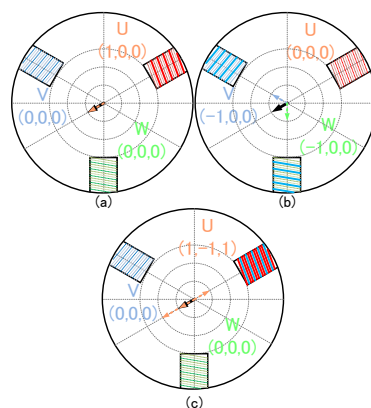 U
(1,0,0)
V
(0,0,0)
W
(0,0,0)
(a)
U
(0,0,0)
V
(-1,0,0)
W
(-1,0,0)
(b)
U
(1,-1,1)
V
(0,0,0)
W
(0,0,0)
(c)